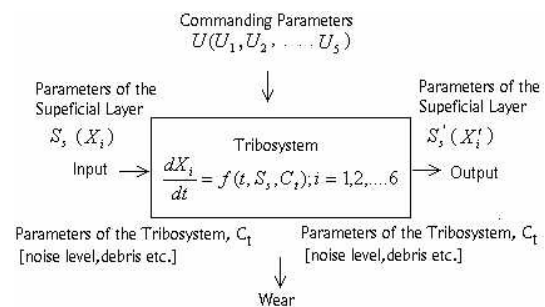 Commanding Parameters
U(U₁,U₂, ....U₅)
Parameters of the
Supeficial Layer
Sₛ (Xᵢ)
Parameters of the
Supeficial Layer
Sₛ'(Xᵢ')
Tribosystem
Input
dXᵢ/dt = f(t, Sₛ, Cₜ); i = 1,2,....6
Output
Parameters of the Tribosystem, Cₜ
[noise level,debris etc.]
Parameters of the Tribosystem, Cₜ
[noise level,debris etc.]
Wear